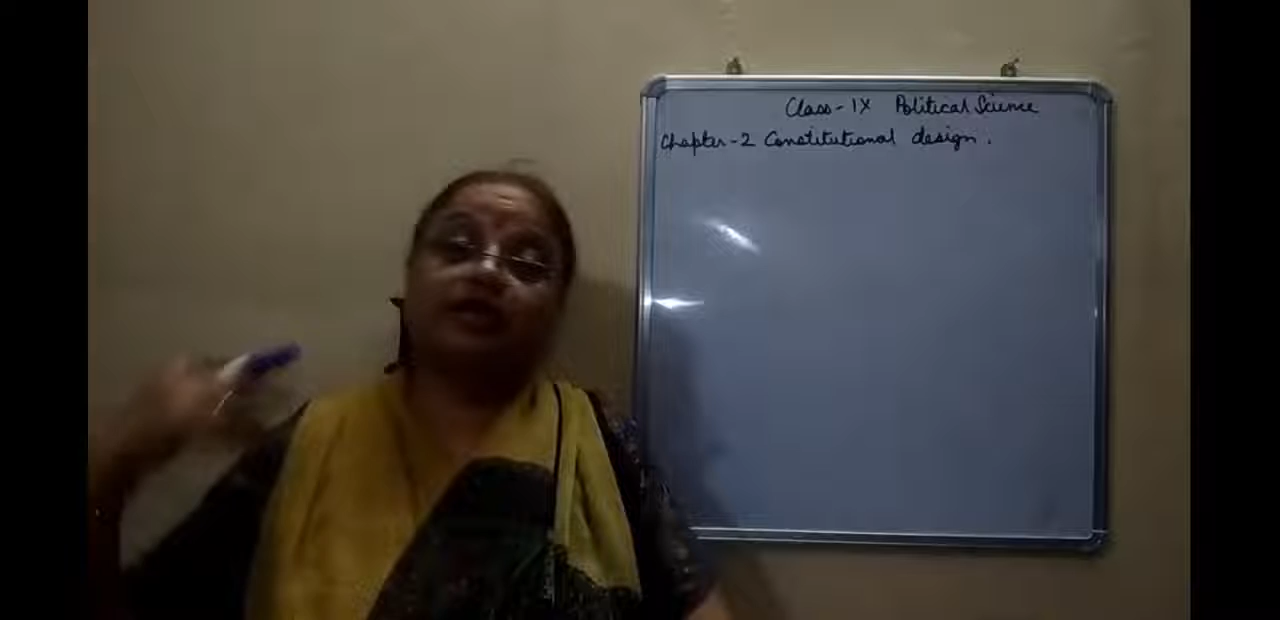 Class - IX Political Science
Chapter - 2 Constitutional design.